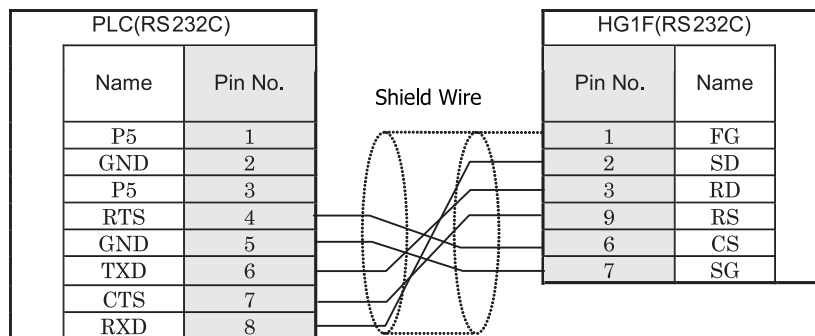 PLC(RS232C)
Name Pin No.
P5 1
GND 2
P5 3
RTS 4
GND 5
TXD 6
CTS 7
RXD 8
Shield Wire
HG1F(RS232C)
Pin No. Name
1 FG
2 SD
3 RD
9 RS
6 CS
7 SG